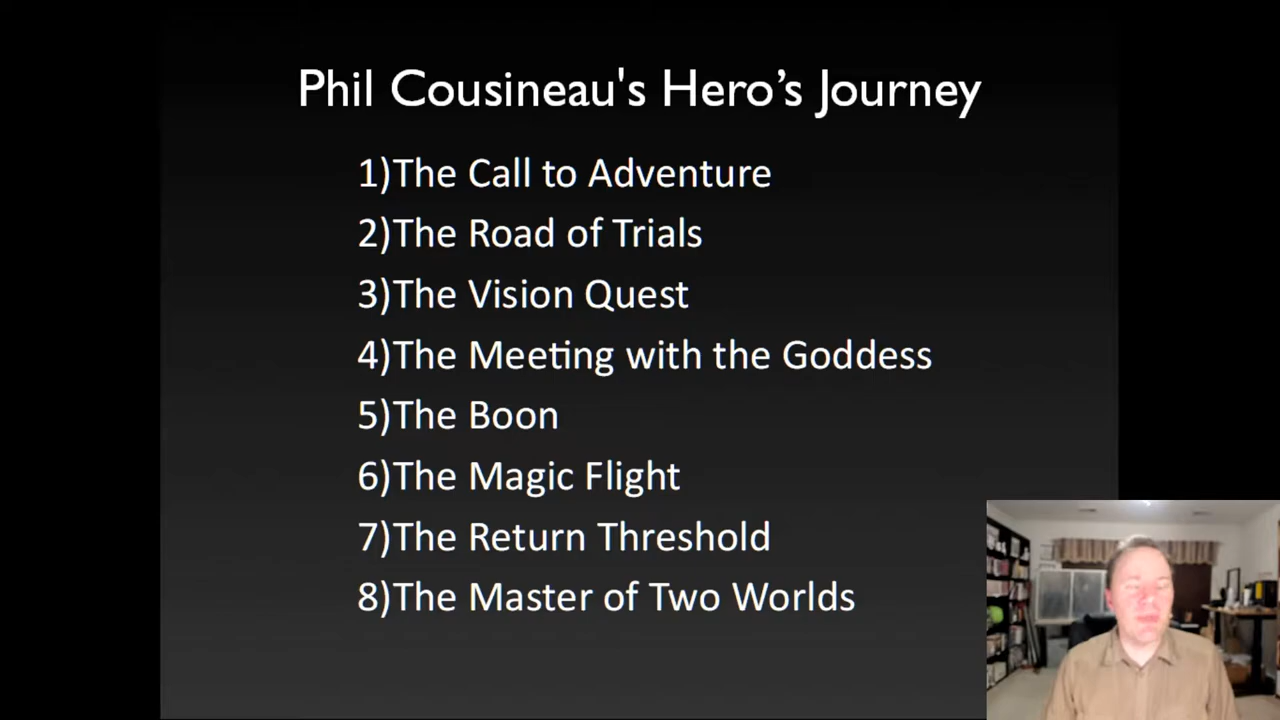 Phil Cousineau's Hero’s Journey
1)The Call to Adventure
2)The Road of Trials
3)The Vision Quest
4)The Meeting with the Goddess
5)The Boon
6)The Magic Flight
7)The Return Threshold
8)The Master of Two Worlds